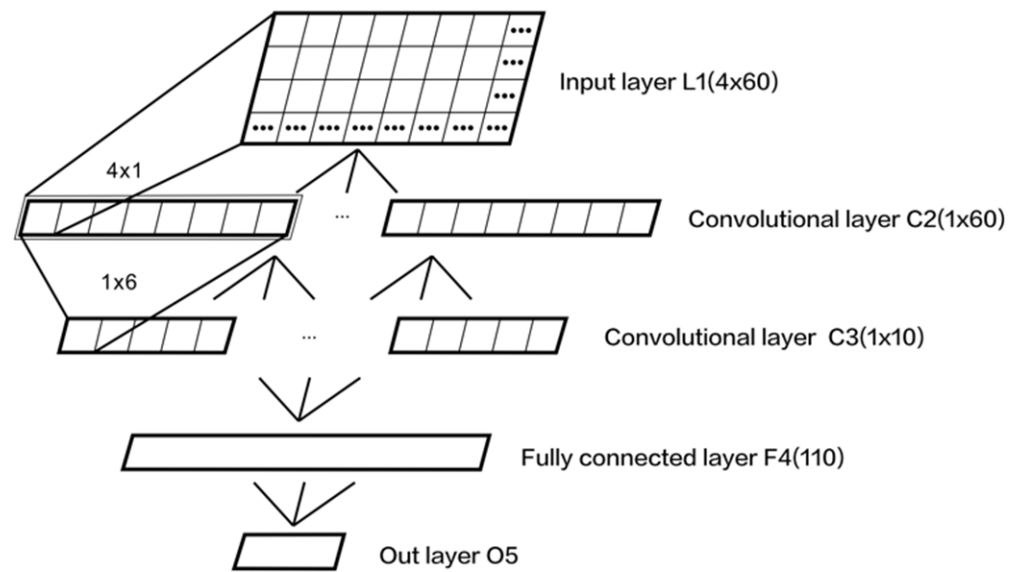 Input layer L1(4x60)
4x1
...
Convolutional layer C2(1x60)
1x6
...
Convolutional layer C3(1x10)
Fully connected layer F4(110)
Out layer O5